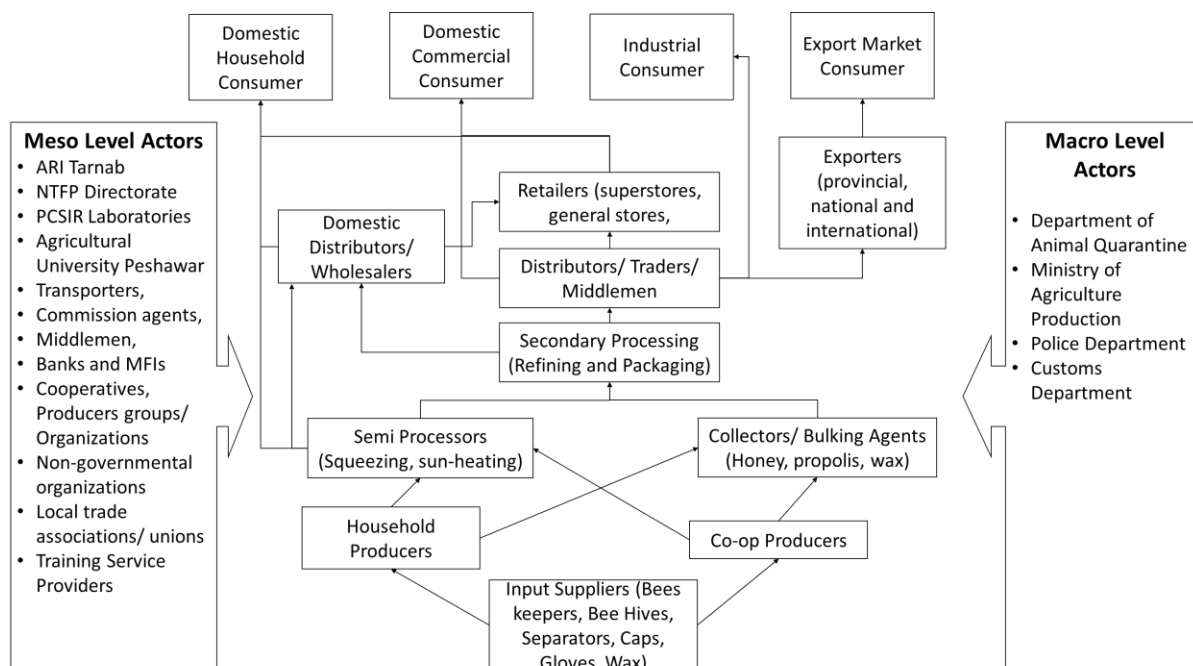 Domestic
Household
Consumer
Domestic
Commercial
Consumer
Industrial
Consumer
Export Market
Consumer
Meso Level Actors
• ARI Tarnab
• NTFP Directorate
• PCSIR Laboratories
• Agricultural
University Peshawar
• Transporters,
• Commission agents,
• Middlemen,
• Banks and MFIs
• Cooperatives,
Producers groups/
Organizations
• Non-governmental
organizations
• Local trade
associations/ unions
• Training Service
Providers
Macro Level
Actors
• Department of
Animal Quarantine
• Ministry of
Agriculture
Production
• Police Department
• Customs
Department
Retailers (superstores,
general stores,
Exporters
(provincial,
national and
international)
Domestic
Distributors/
Wholesalers
Distributors/ Traders/
Middlemen
Secondary Processing
(Refining and Packaging)
Semi Processors
(Squeezing, sun-heating)
Collectors/ Bulking Agents
(Honey, propolis, wax)
Household
Producers
Co-op Producers
Input Suppliers (Bees
keepers, Bee Hives,
Separators, Caps,
Gloves, Wax)